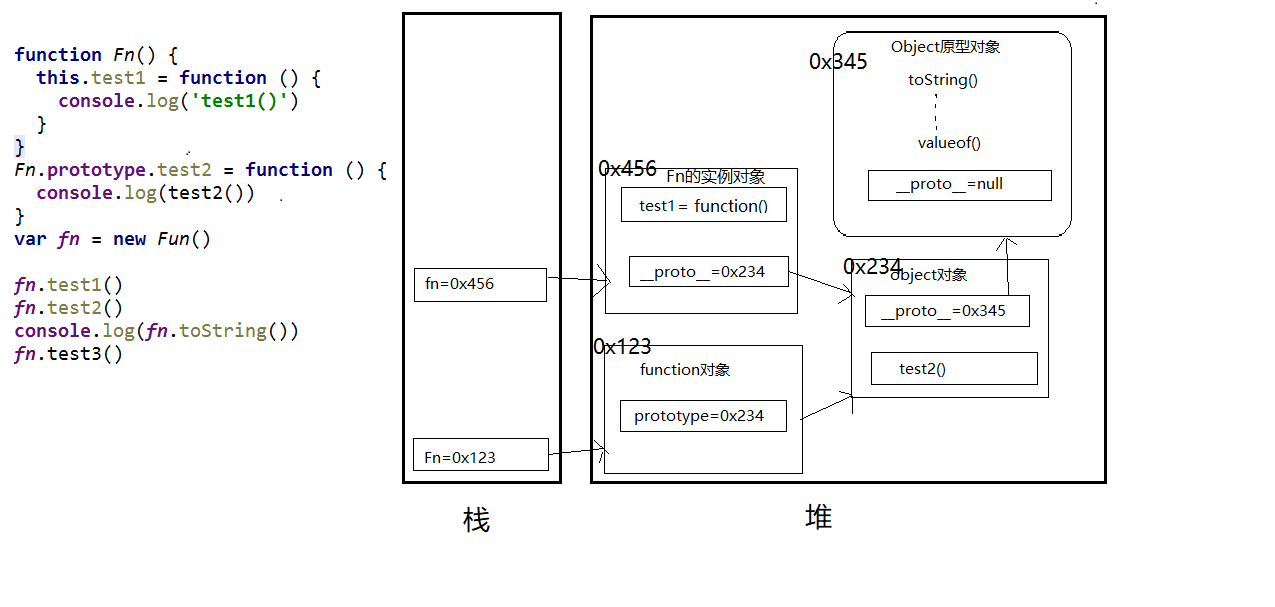 function Fn() {
this.test1 = function () {
console.log('test1()')
}
}
Fn.prototype.test2 = function () {
console.log(test2())
}
var fn = new Fun()
fn.test1()
fn.test2()
console.log(fn.toString())
fn.test3()
fn=0x456
Fn=0x123
栈
0x456
Fn的实例对象
test1 = function()
__proto__=0x234
0x123
function对象
prototype=0x234
0x345
Object原型对象
toString()
valueof()
__proto__=null
0x234
object对象
__proto__=0x345
test2()
堆